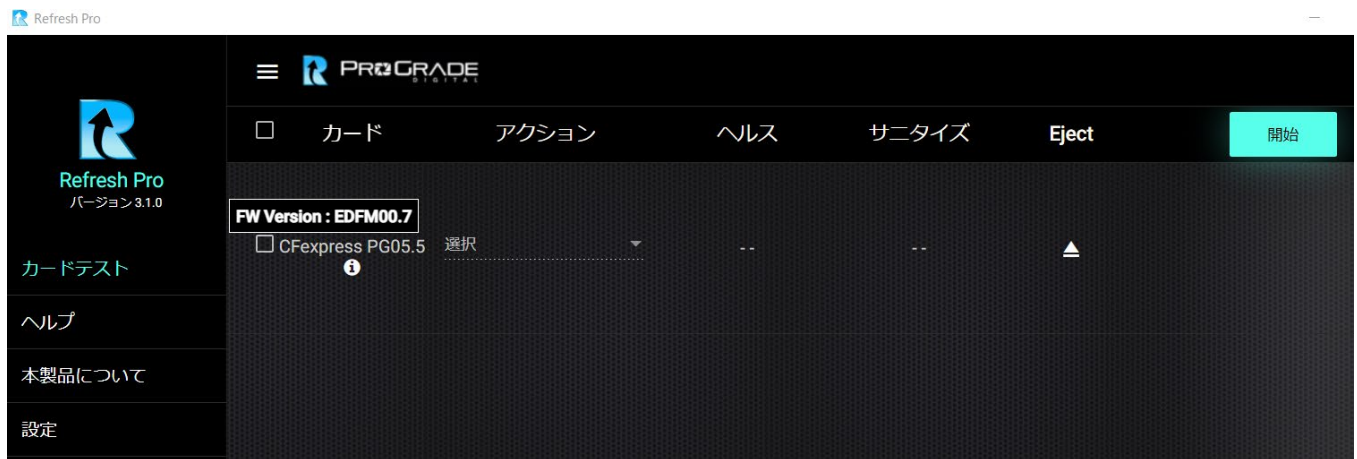 Refresh Pro
PROGRADE
DIGITAL
カード アクション ヘルス サニタイズ Eject 開始
Refresh Pro
バージョン 3.1.0
FW Version : EDFM00.7
CFexpress PG05.5 選択 -- --
カードテスト
ヘルプ
本製品について
設定